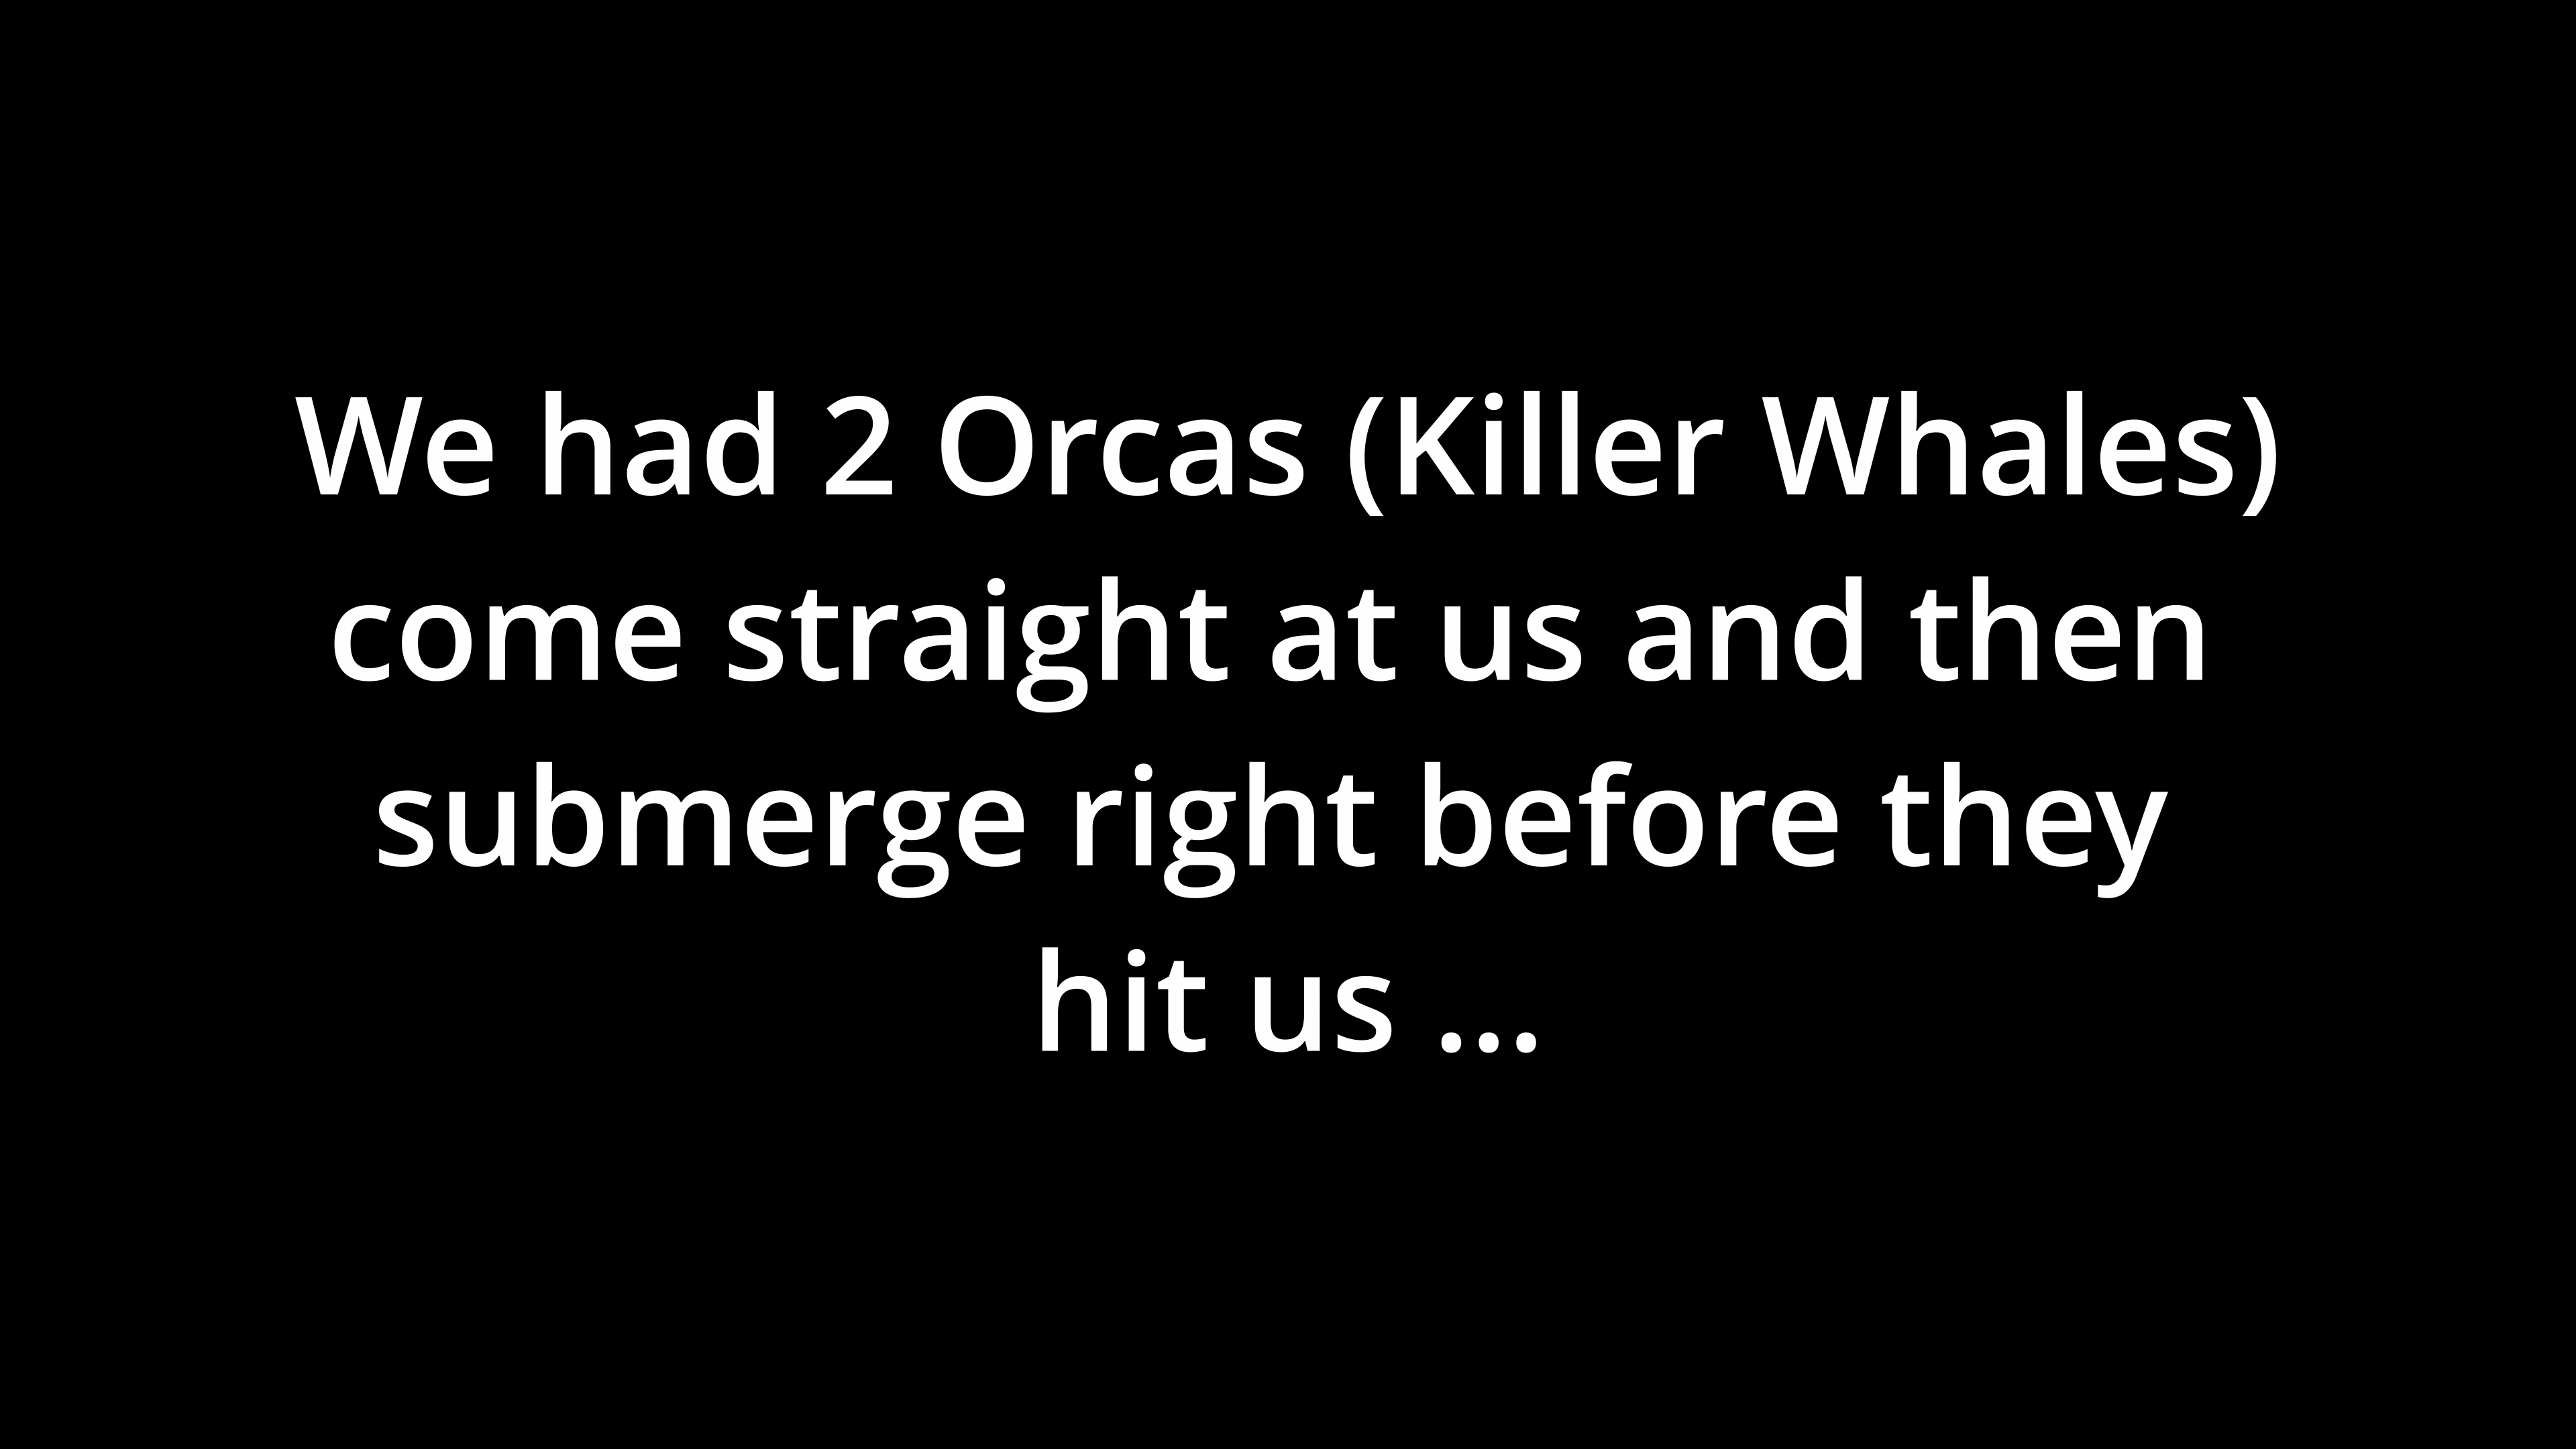 We had 2 Orcas (Killer Whales)
come straight at us and then
submerge right before they
hit us ...